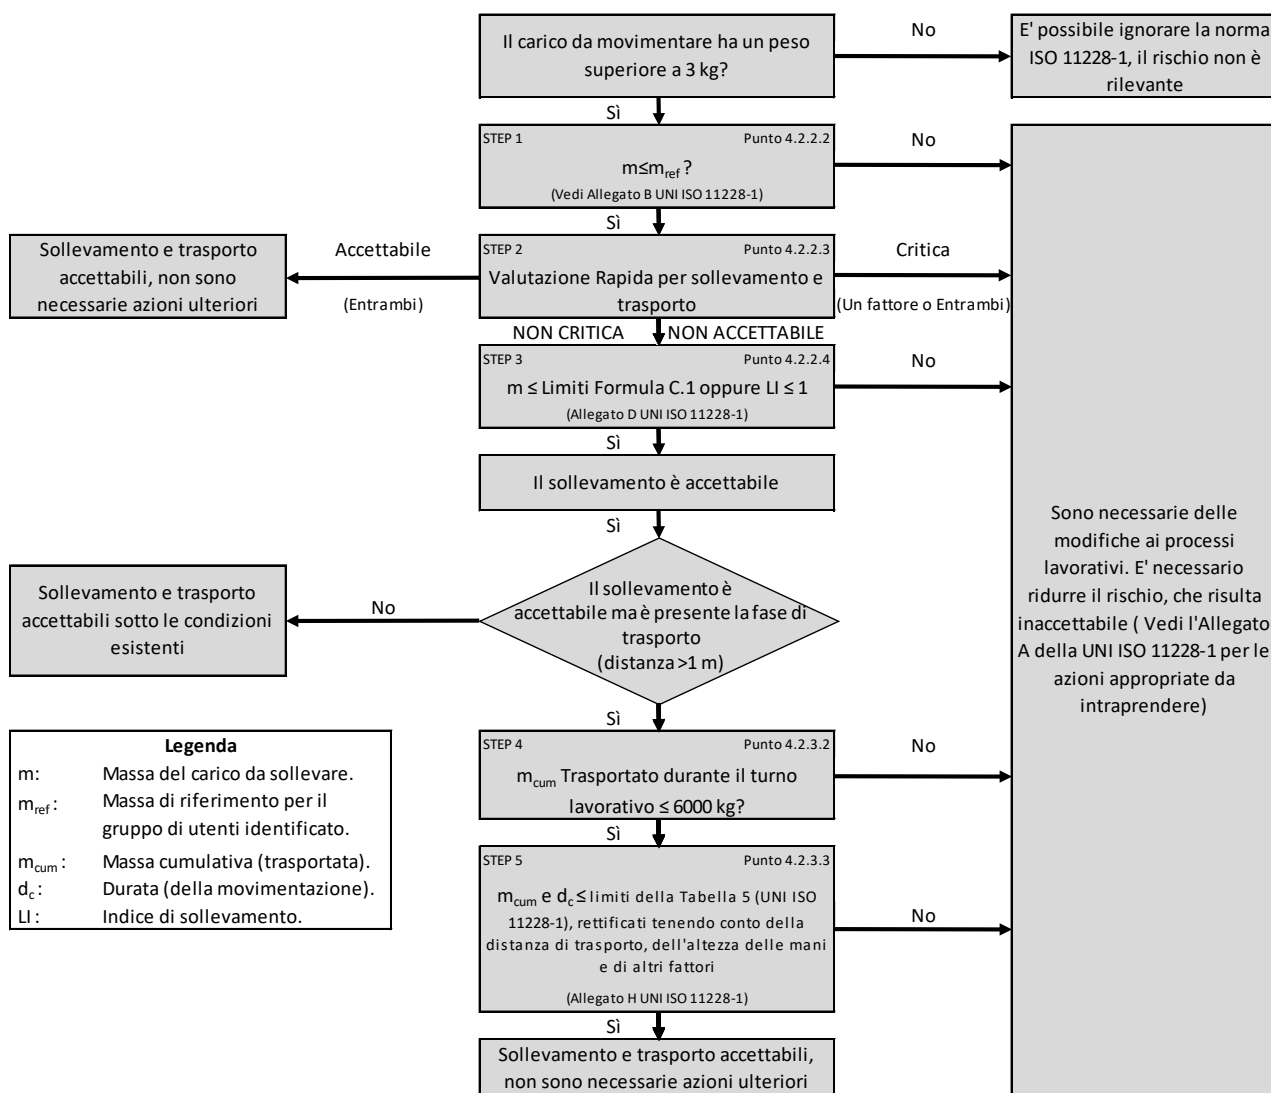 Il carico da movimentare ha un peso
superiore a 3 kg?
No
E' possibile ignorare la norma
ISO 11228-1, il rischio non è
rilevante
Sì
STEP 1 Punto 4.2.2.2
m≤mref ?
(Vedi Allegato B UNI ISO 11228-1)
No
Sì
Sollevamento e trasporto
accettabili, non sono
necessarie azioni ulteriori
Accettabile
(Entrambi)
STEP 2 Punto 4.2.2.3
Valutazione Rapida per sollevamento e
trasporto
Critica
(Un fattore o Entrambi)
NON CRITICA NON ACCETTABILE
STEP 3 Punto 4.2.2.4
m ≤ Limiti Formula C.1 oppure LI ≤ 1
(Allegato D UNI ISO 11228-1)
No
Sì
Il sollevamento è accettabile
Sì
Sollevamento e trasporto
accettabili sotto le condizioni
esistenti
No
Il sollevamento è
accettabile ma è presente la fase di
trasporto
(distanza >1 m)
Sono necessarie delle
modifiche ai processi
lavorativi. E' necessario
ridurre il rischio, che risulta
inaccettabile ( Vedi l'Allegato
A della UNI ISO 11228-1 per le
azioni appropriate da
intraprendere)
Sì
STEP 4 Punto 4.2.3.2
mcum Trasportato durante il turno
lavorativo ≤ 6000 kg?
No
Sì
STEP 5 Punto 4.2.3.3
mcum e dc ≤ limiti della Tabella 5 (UNI ISO
11228-1), rettificati tenendo conto della
distanza di trasporto, dell'altezza delle mani
e di altri fattori
(Allegato H UNI ISO 11228-1)
No
Sì
Sollevamento e trasporto accettabili,
non sono necessarie azioni ulteriori
Legenda
m: Massa del carico da sollevare.
mref : Massa di riferimento per il
gruppo di utenti identificato.
mcum : Massa cumulativa (trasportata).
dc : Durata (della movimentazione).
LI : Indice di sollevamento.